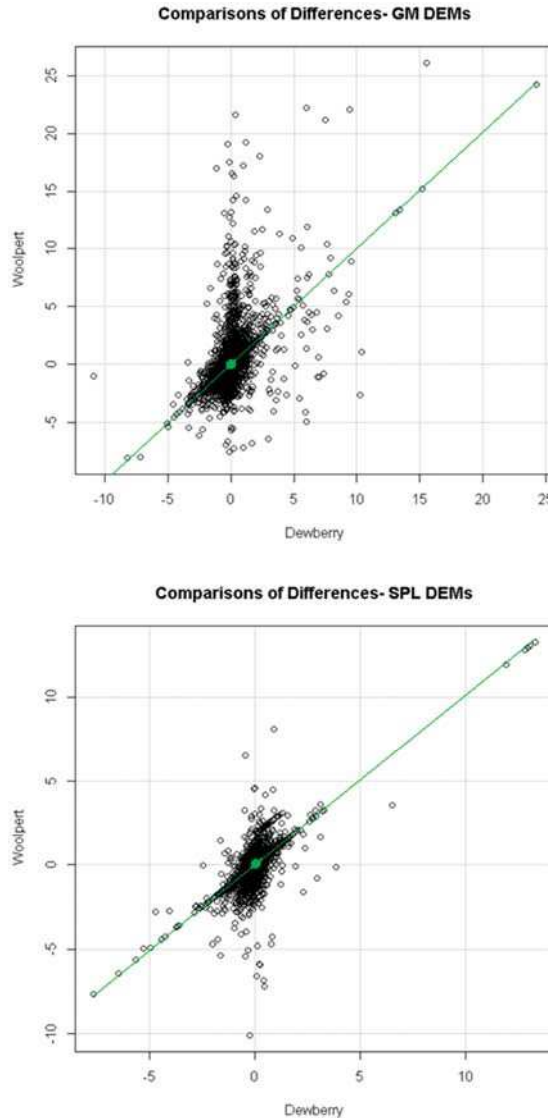 Comparisons of Differences- GM DEMs
25
20
15
10
5
0
-5
Woolpert
-10 -5 0 5 10 15 20 25
Dewberry
Comparisons of Differences- SPL DEMs
10
5
0
-5
-10
Woolpert
-5 0 5 10
Dewberry